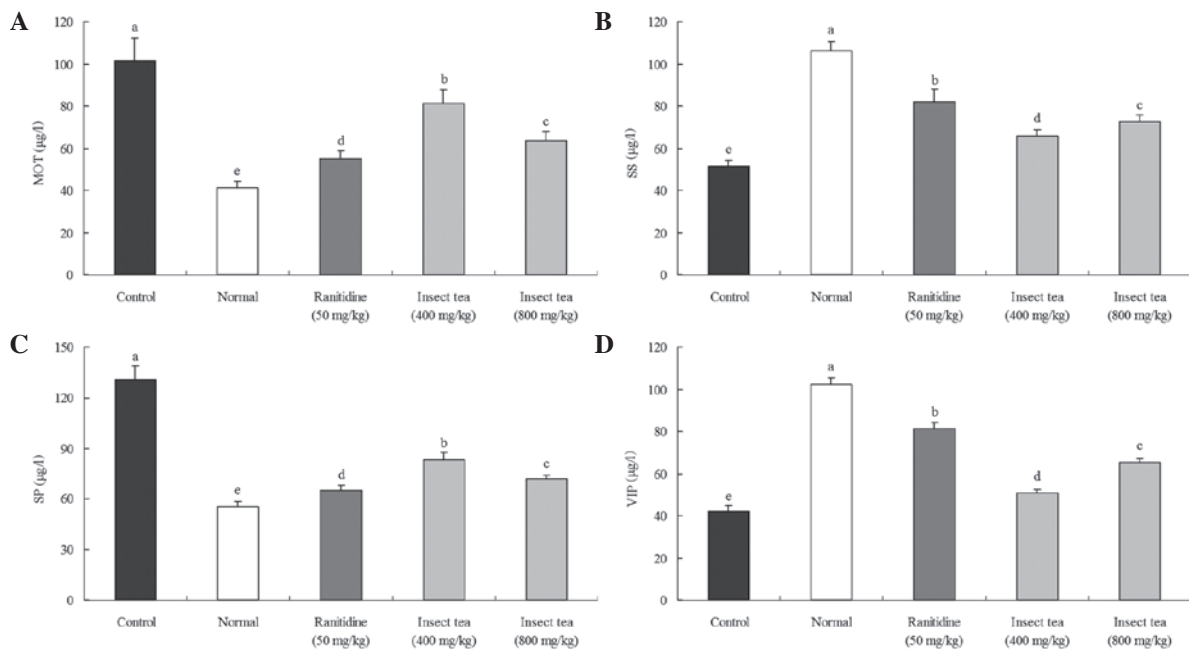 A
120
100
80
60
40
20
0
MOT (µg/l)
a
e
d
b
c
Control
Normal
Ranitidine
(50 mg/kg)
Insect tea
(400 mg/kg)
Insect tea
(800 mg/kg)
B
120
100
80
60
40
20
0
SS (µg/l)
e
a
b
d
c
Control
Normal
Ranitidine
(50 mg/kg)
Insect tea
(400 mg/kg)
Insect tea
(800 mg/kg)
C
150
120
90
60
30
0
SP (µg/l)
a
e
d
b
c
Control
Normal
Ranitidine
(50 mg/kg)
Insect tea
(400 mg/kg)
Insect tea
(800 mg/kg)
D
120
100
80
60
40
20
0
VIP (µg/l)
e
a
b
d
c
Control
Normal
Ranitidine
(50 mg/kg)
Insect tea
(400 mg/kg)
Insect tea
(800 mg/kg)